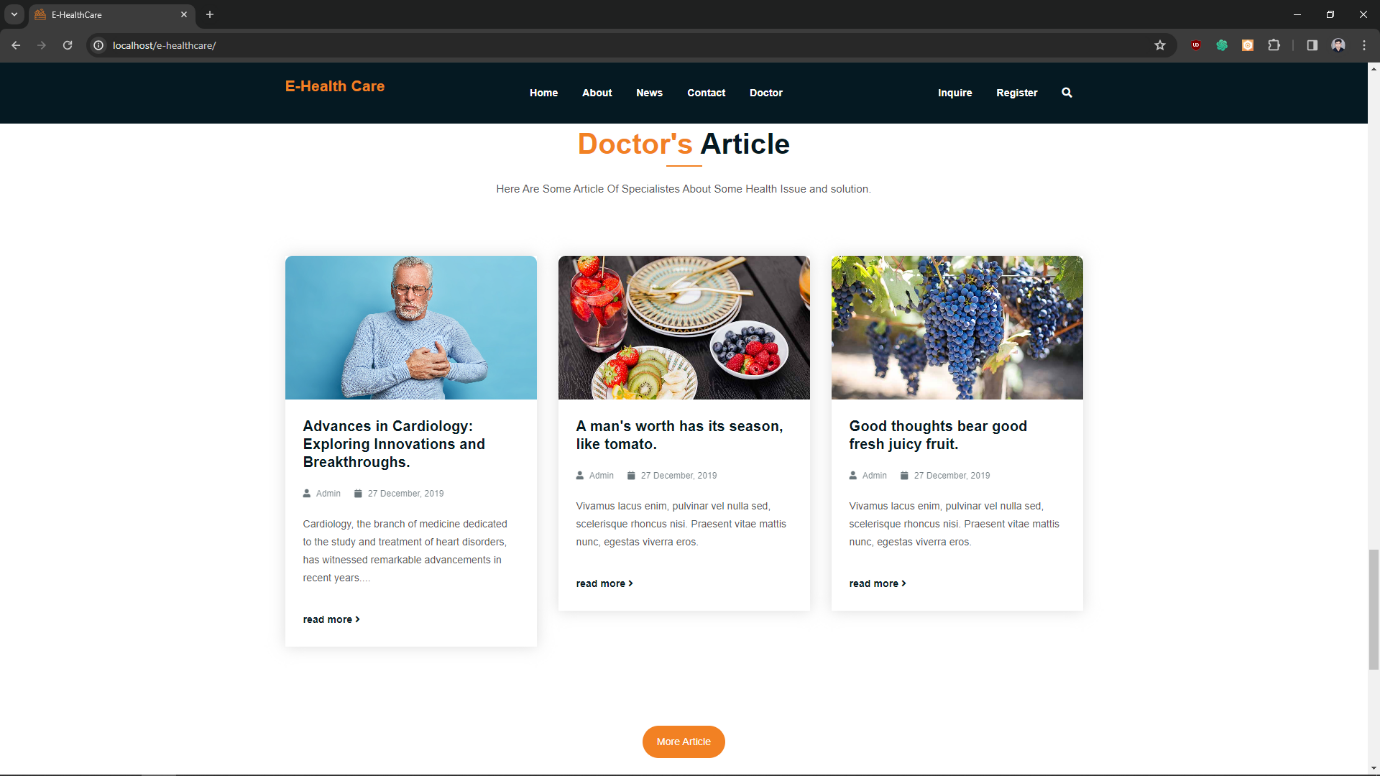 E-HealthCare
localhost/e-healthcare/
E-Health Care
Home About News Contact Doctor Inquire Register
Doctor's Article
Here Are Some Article Of Specialistes About Some Health Issue and solution.
Advances in Cardiology:
Exploring Innovations and
Breakthroughs.
Admin 27 December, 2019
Cardiology, the branch of medicine dedicated
to the study and treatment of heart disorders,
has witnessed remarkable advancements in
recent years....
read more
A man's worth has its season,
like tomato.
Admin 27 December, 2019
Vivamus lacus enim, pulvinar vel nulla sed,
scelerisque rhoncus nisi. Praesent vitae mattis
nunc, egestas viverra eros.
read more
Good thoughts bear good
fresh juicy fruit.
Admin 27 December, 2019
Vivamus lacus enim, pulvinar vel nulla sed,
scelerisque rhoncus nisi. Praesent vitae mattis
nunc, egestas viverra eros.
read more
More Article